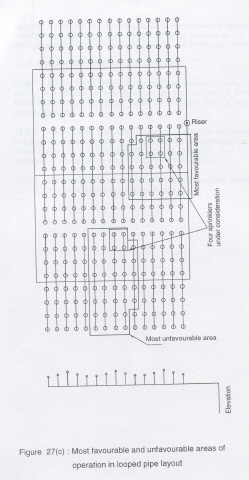 Riser
Most favourable area
Four sprinklers
under consideration
Most unfavourable area
Elevation
Figure 27(c) : Most favourable and unfavourable areas of
operation in looped pipe layout